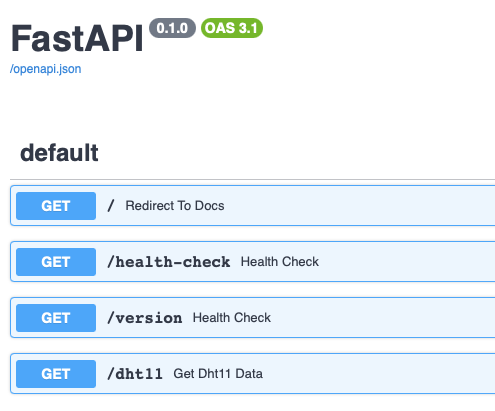 FastAPI 0.1.0 OAS 3.1
/openapi.json
default
GET / Redirect To Docs
GET /health-check Health Check
GET /version Health Check
GET /dht11 Get Dht11 Data